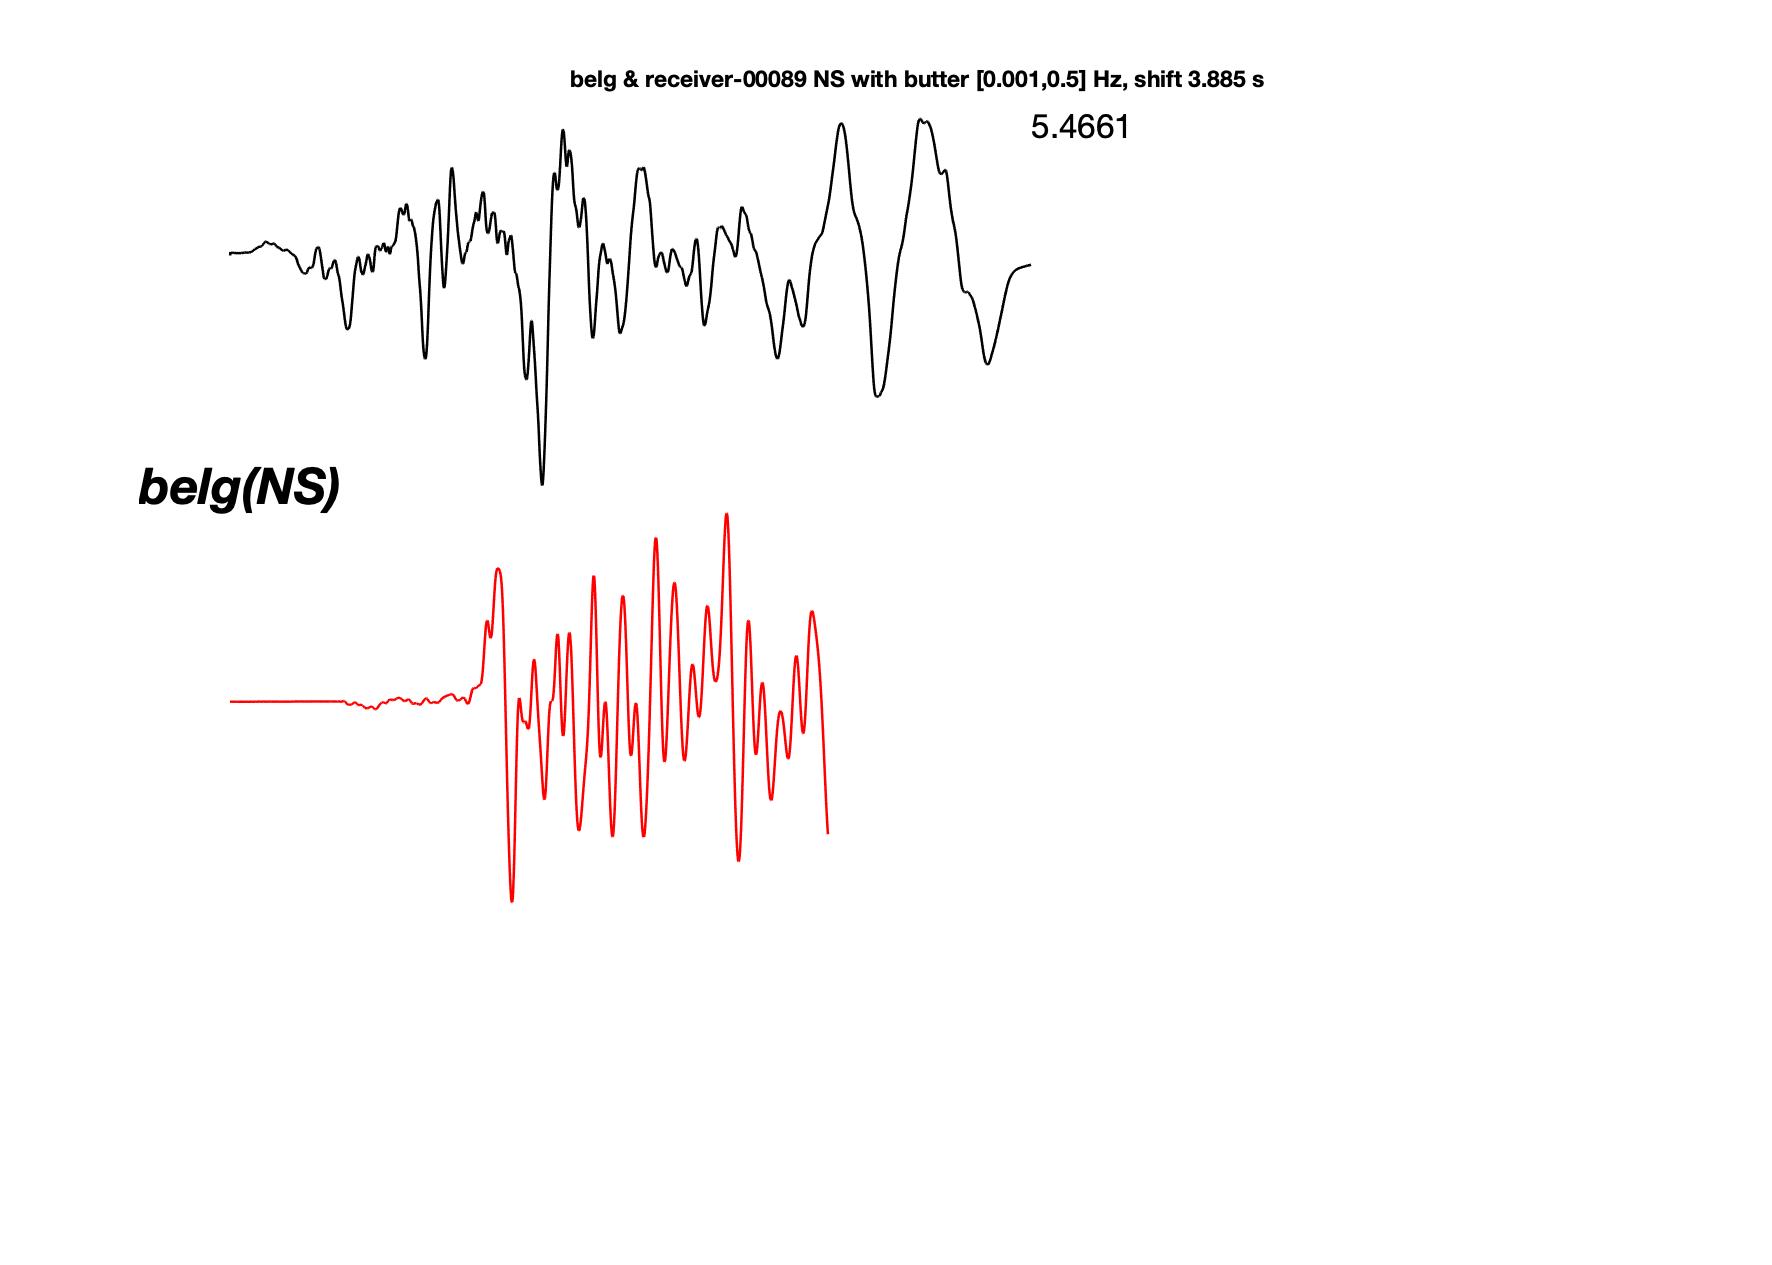 belg & receiver-00089 NS with butter [0.001,0.5] Hz, shift 3.885 s
5.4661
belg(NS)